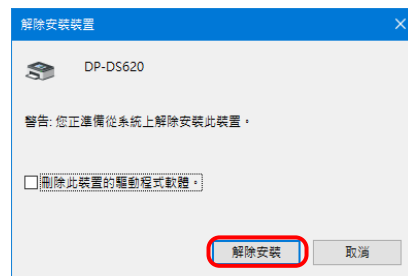 解除安裝裝置
DP-DS620
警告: 您正準備從系統上解除安裝此裝置。
刪除此裝置的驅動程式軟體。
解除安裝
取消